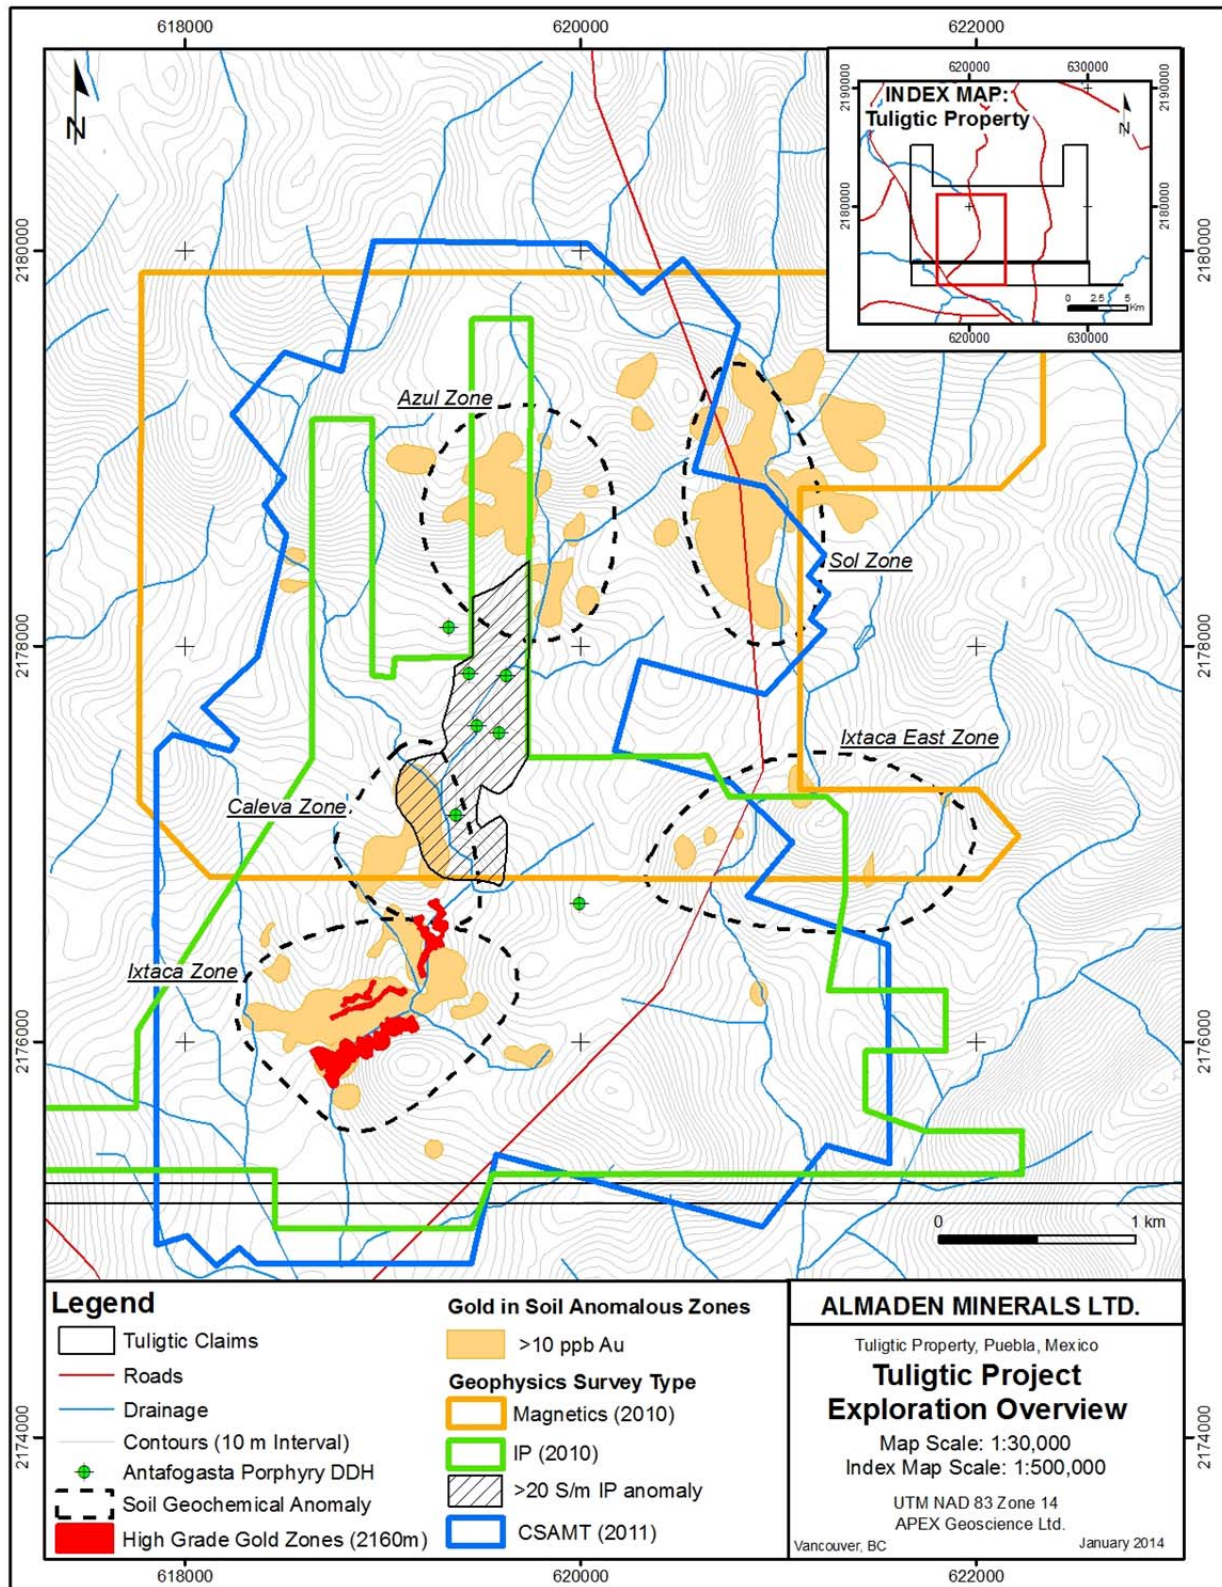 618000
620000
622000
N
620000
630000
2190000
2190000
INDEX MAP:
Tuligtic Property
N
2180000
2180000
0 2.5 5
Km
620000
630000
2180000
2180000
Azul Zone
Sol Zone
2178000
2178000
Ixtaca East Zone
Caleva Zone
Ixtaca Zone
2176000
2176000
0 1 km
Legend
Tuligtic Claims
Roads
Drainage
Contours (10 m Interval)
Antafogasta Porphyry DDH
Soil Geochemical Anomaly
High Grade Gold Zones (2160m)
Gold in Soil Anomalous Zones
>10 ppb Au
Geophysics Survey Type
Magnetics (2010)
IP (2010)
>20 S/m IP anomaly
CSAMT (2011)
ALMADEN MINERALS LTD.
Tuligtic Property, Puebla, Mexico
Tuligtic Project
Exploration Overview
Map Scale: 1:30,000
Index Map Scale: 1:500,000
UTM NAD 83 Zone 14
APEX Geoscience Ltd.
Vancouver, BC
January 2014
2174000
2174000
618000
620000
622000